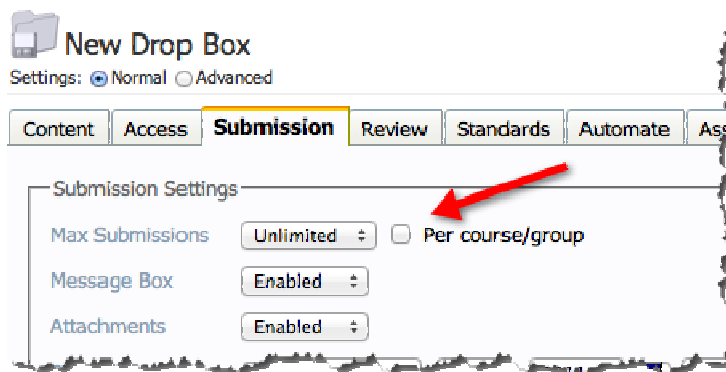 New Drop Box
Settings: Normal Advanced
Content Access Submission Review Standards Automate
Submission Settings
Max Submissions Unlimited Per course/group
Message Box Enabled
Attachments Enabled